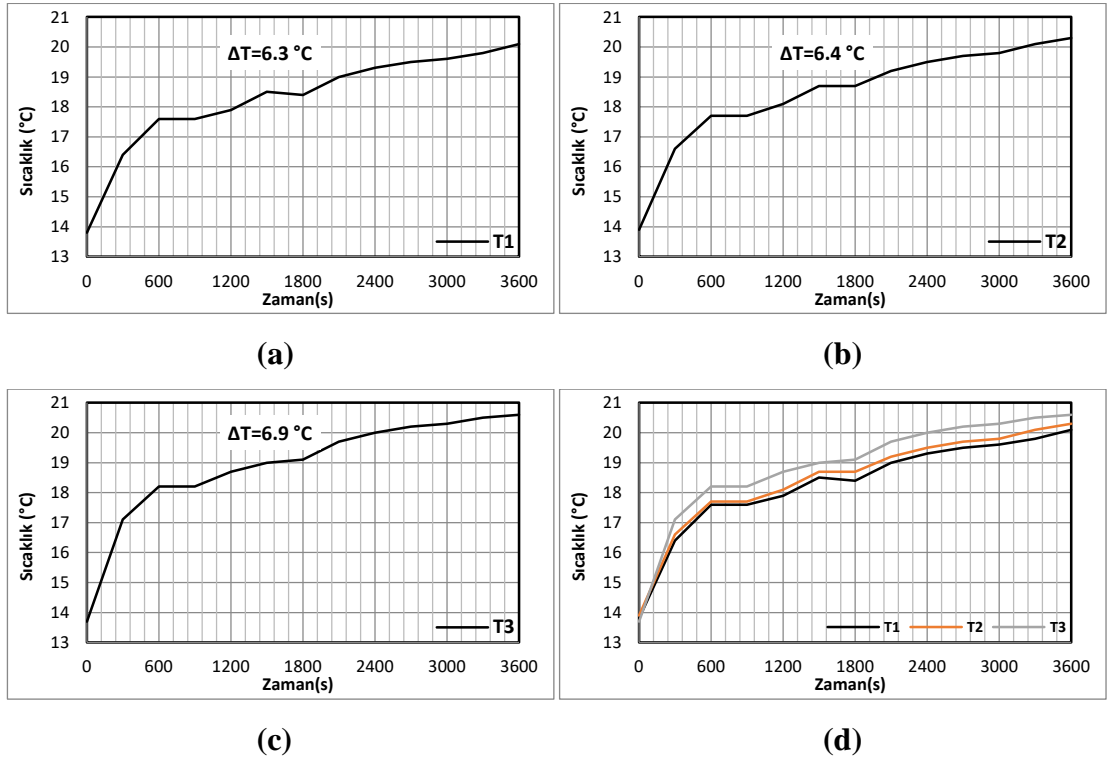 21
20
19
18
17
16
15
14
13
Sıcaklık (°C)
ΔT=6.3 °C
T1
0 600 1200 1800 2400 3000 3600
Zaman(s)
(a)
21
20
19
18
17
16
15
14
13
Sıcaklık (°C)
ΔT=6.4 °C
T2
0 600 1200 1800 2400 3000 3600
Zaman(s)
(b)
21
20
19
18
17
16
15
14
13
Sıcaklık (°C)
ΔT=6.9 °C
T3
0 600 1200 1800 2400 3000 3600
Zaman(s)
(c)
21
20
19
18
17
16
15
14
13
Sıcaklık (°C)
T1 T2 T3
0 600 1200 1800 2400 3000 3600
Zaman(s)
(d)